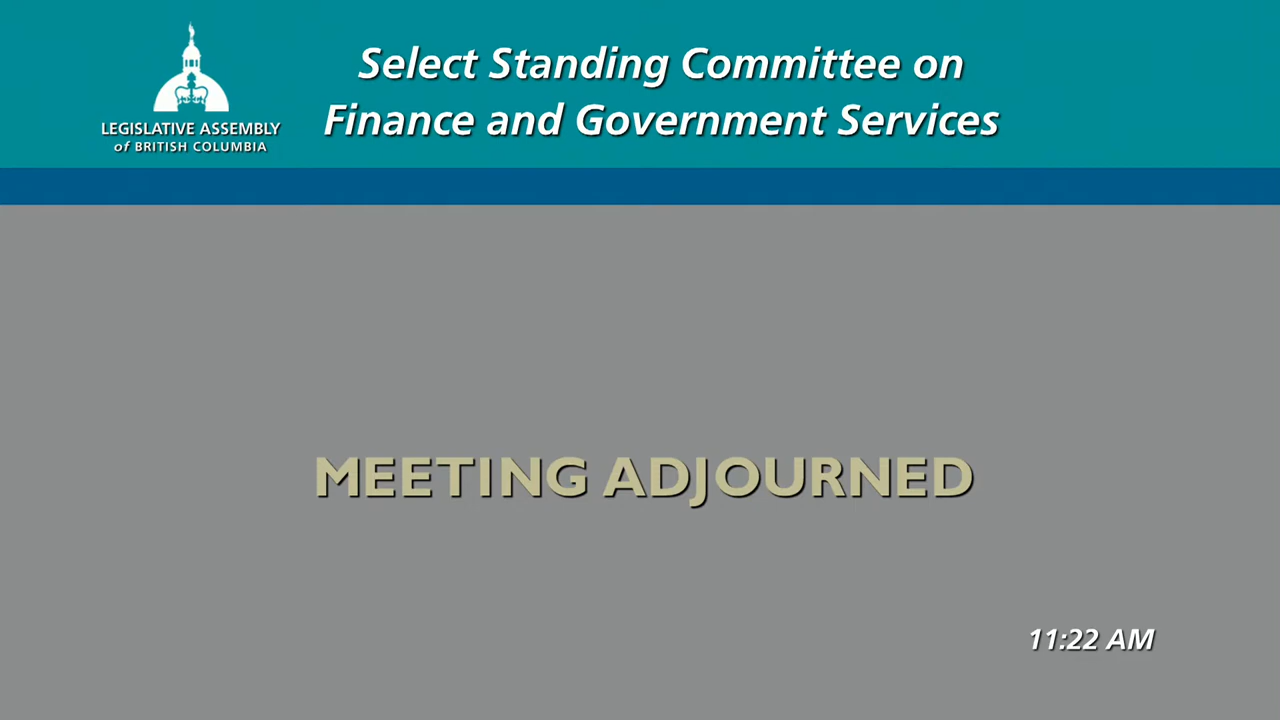 LEGISLATIVE ASSEMBLY
of BRITISH COLUMBIA
Select Standing Committee on
Finance and Government Services
MEETING ADJOURNED
11:22 AM